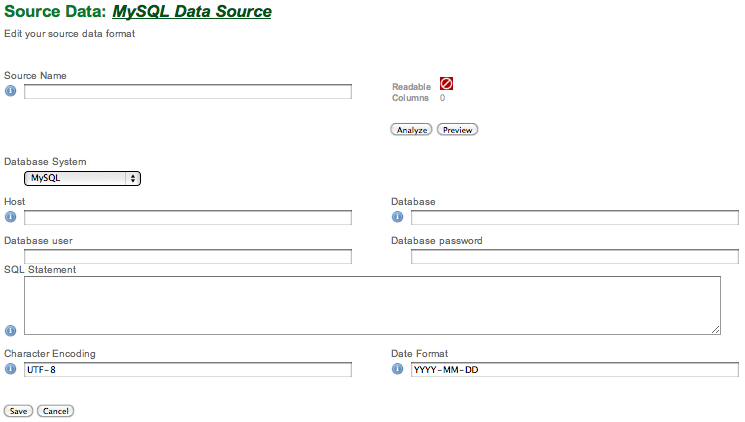 Source Data: MySQL Data Source
Edit your source data format
Source Name
Readable
Columns 0
Analyze Preview
Database System
MySQL
Host Database
Database user Database password
SQL Statement
Character Encoding Date Format
UTF-8 YYYY-MM-DD
Save Cancel